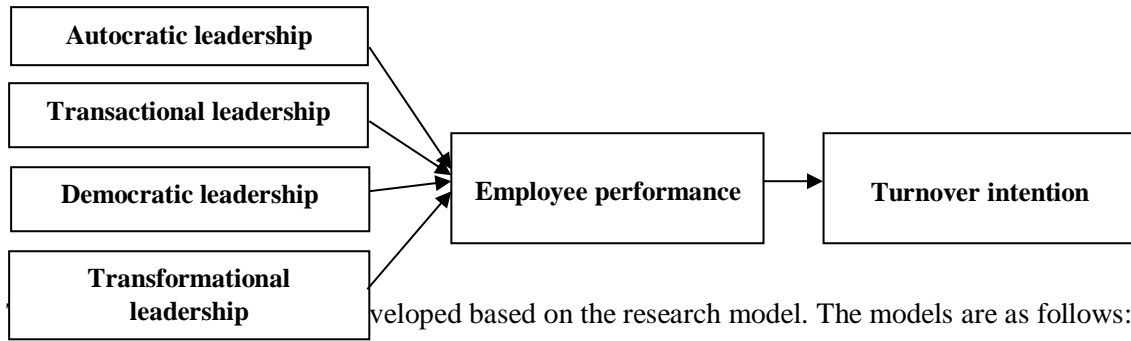 Autocratic leadership
Transactional leadership
Democratic leadership
Transformational
leadership
Employee performance
Turnover intention
veloped based on the research model. The models are as follows: